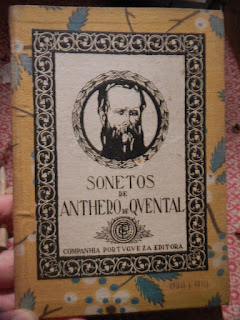 SONETOS
DE
ANTHERO DE QVENTAL
COMPANHIA PORTVGVEZA EDITORA